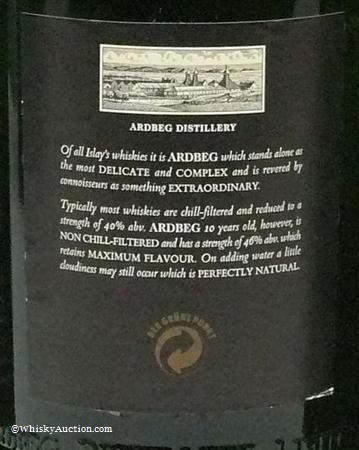 ARDBEG DISTILLERY
Of all Islay's whiskies it is ARDBEG which stands alone as
the most DELICATE and COMPLEX and is revered by
connoisseurs as something EXTRAORDINARY.
Typically most whiskies are chill-filtered and reduced to a
strength of 40% abv. ARDBEG 10 years old, however, is
NON CHILL-FILTERED and has a strength of 46% abv. which
retains MAXIMUM FLAVOUR. On adding water a little
cloudiness may still occur which is PERFECTLY NATURAL.
DER GRÜNE PUNKT
©WhiskyAuction.com